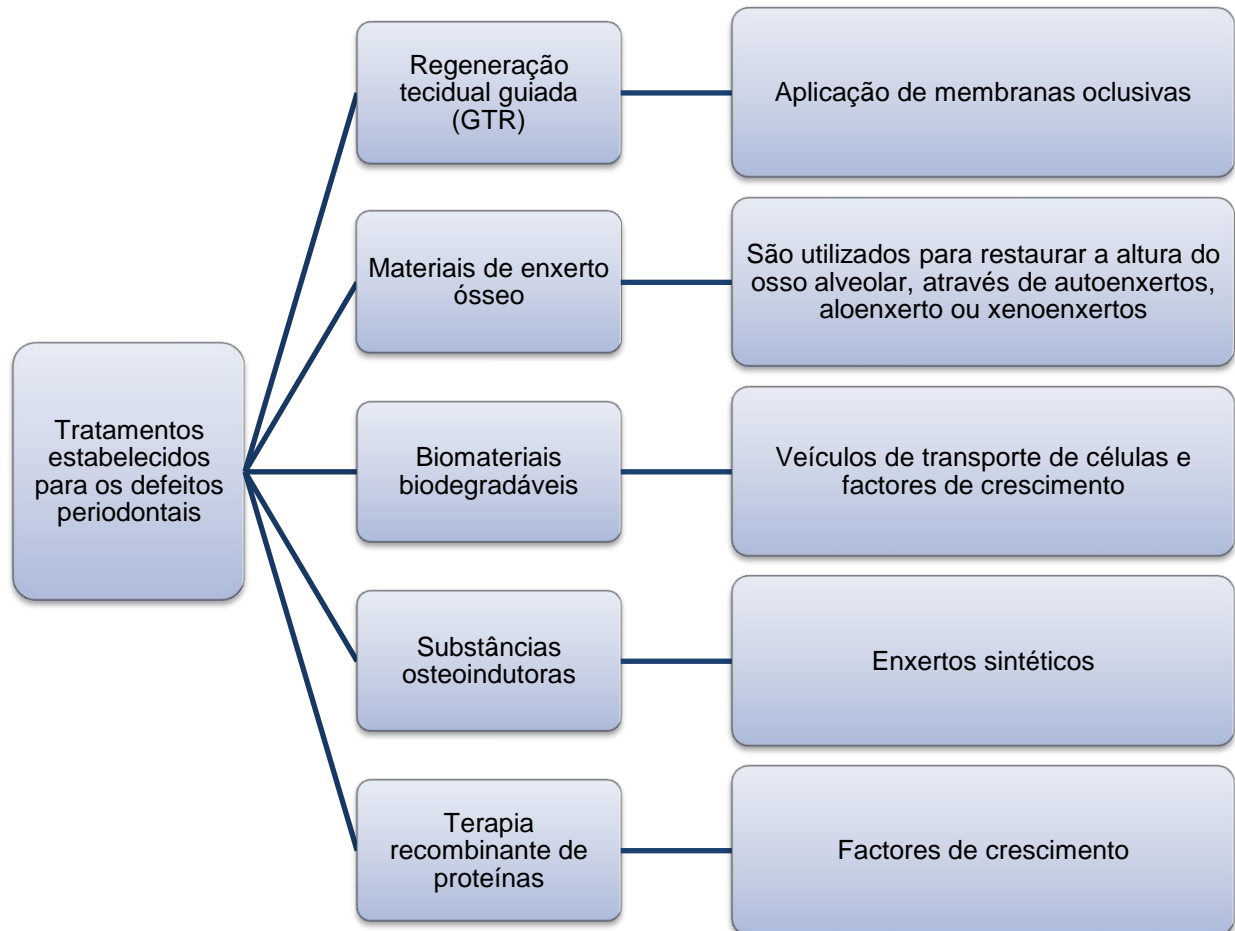 Tratamentos
estabelecidos
para os defeitos
periodontais
Regeneração
tecidual guiada
(GTR)
Aplicação de membranas oclusivas
Materiais de enxerto
ósseo
São utilizados para restaurar a altura do
osso alveolar, através de autoenxertos,
aloenxerto ou xenoenxertos
Biomateriais
biodegradáveis
Veículos de transporte de células e
factores de crescimento
Substâncias
osteoindutoras
Enxertos sintéticos
Terapia
recombinante de
proteínas
Factores de crescimento